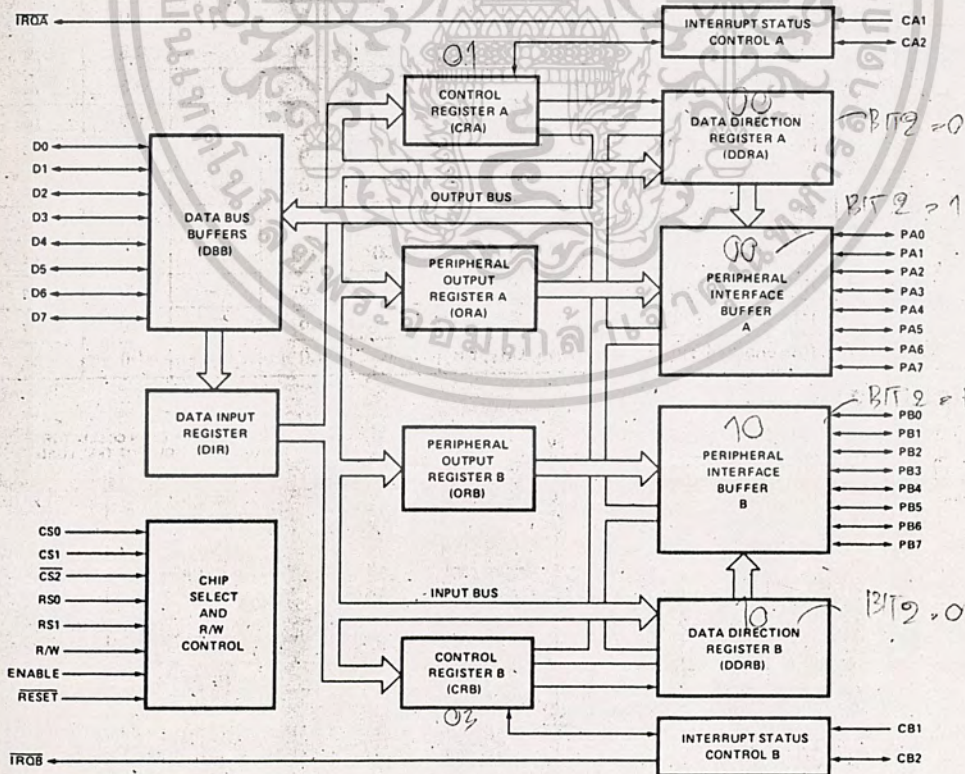 IRQA
INTERRUPT STATUS
CONTROL A
CA1
CA2
01
CONTROL
REGISTER A
(CRA)
00
DATA DIRECTION
REGISTER A
(DDRA)
BIT2 = 0
D0
D1
D2
D3
D4
D5
D6
D7
DATA BUS
BUFFERS
(DBB)
OUTPUT BUS
BIT 2 = 1
PERIPHERAL
OUTPUT
REGISTER A
(ORA)
00
PERIPHERAL
INTERFACE
BUFFER
A
PA0
PA1
PA2
PA3
PA4
PA5
PA6
PA7
DATA INPUT
REGISTER
(DIR)
PERIPHERAL
OUTPUT
REGISTER B
(ORB)
10
PERIPHERAL
INTERFACE
BUFFER
B
BIT 2 =
PB0
PB1
PB2
PB3
PB4
PB5
PB6
PB7
CS0
CS1
CS2
RS0
RS1
R/W
ENABLE
RESET
CHIP
SELECT
AND
R/W
CONTROL
INPUT BUS
CONTROL
REGISTER B
(CRB)
03
10
DATA DIRECTION
REGISTER B
(DDRB)
BIT2 = 0
IRQB
INTERRUPT STATUS
CONTROL B
CB1
CB2